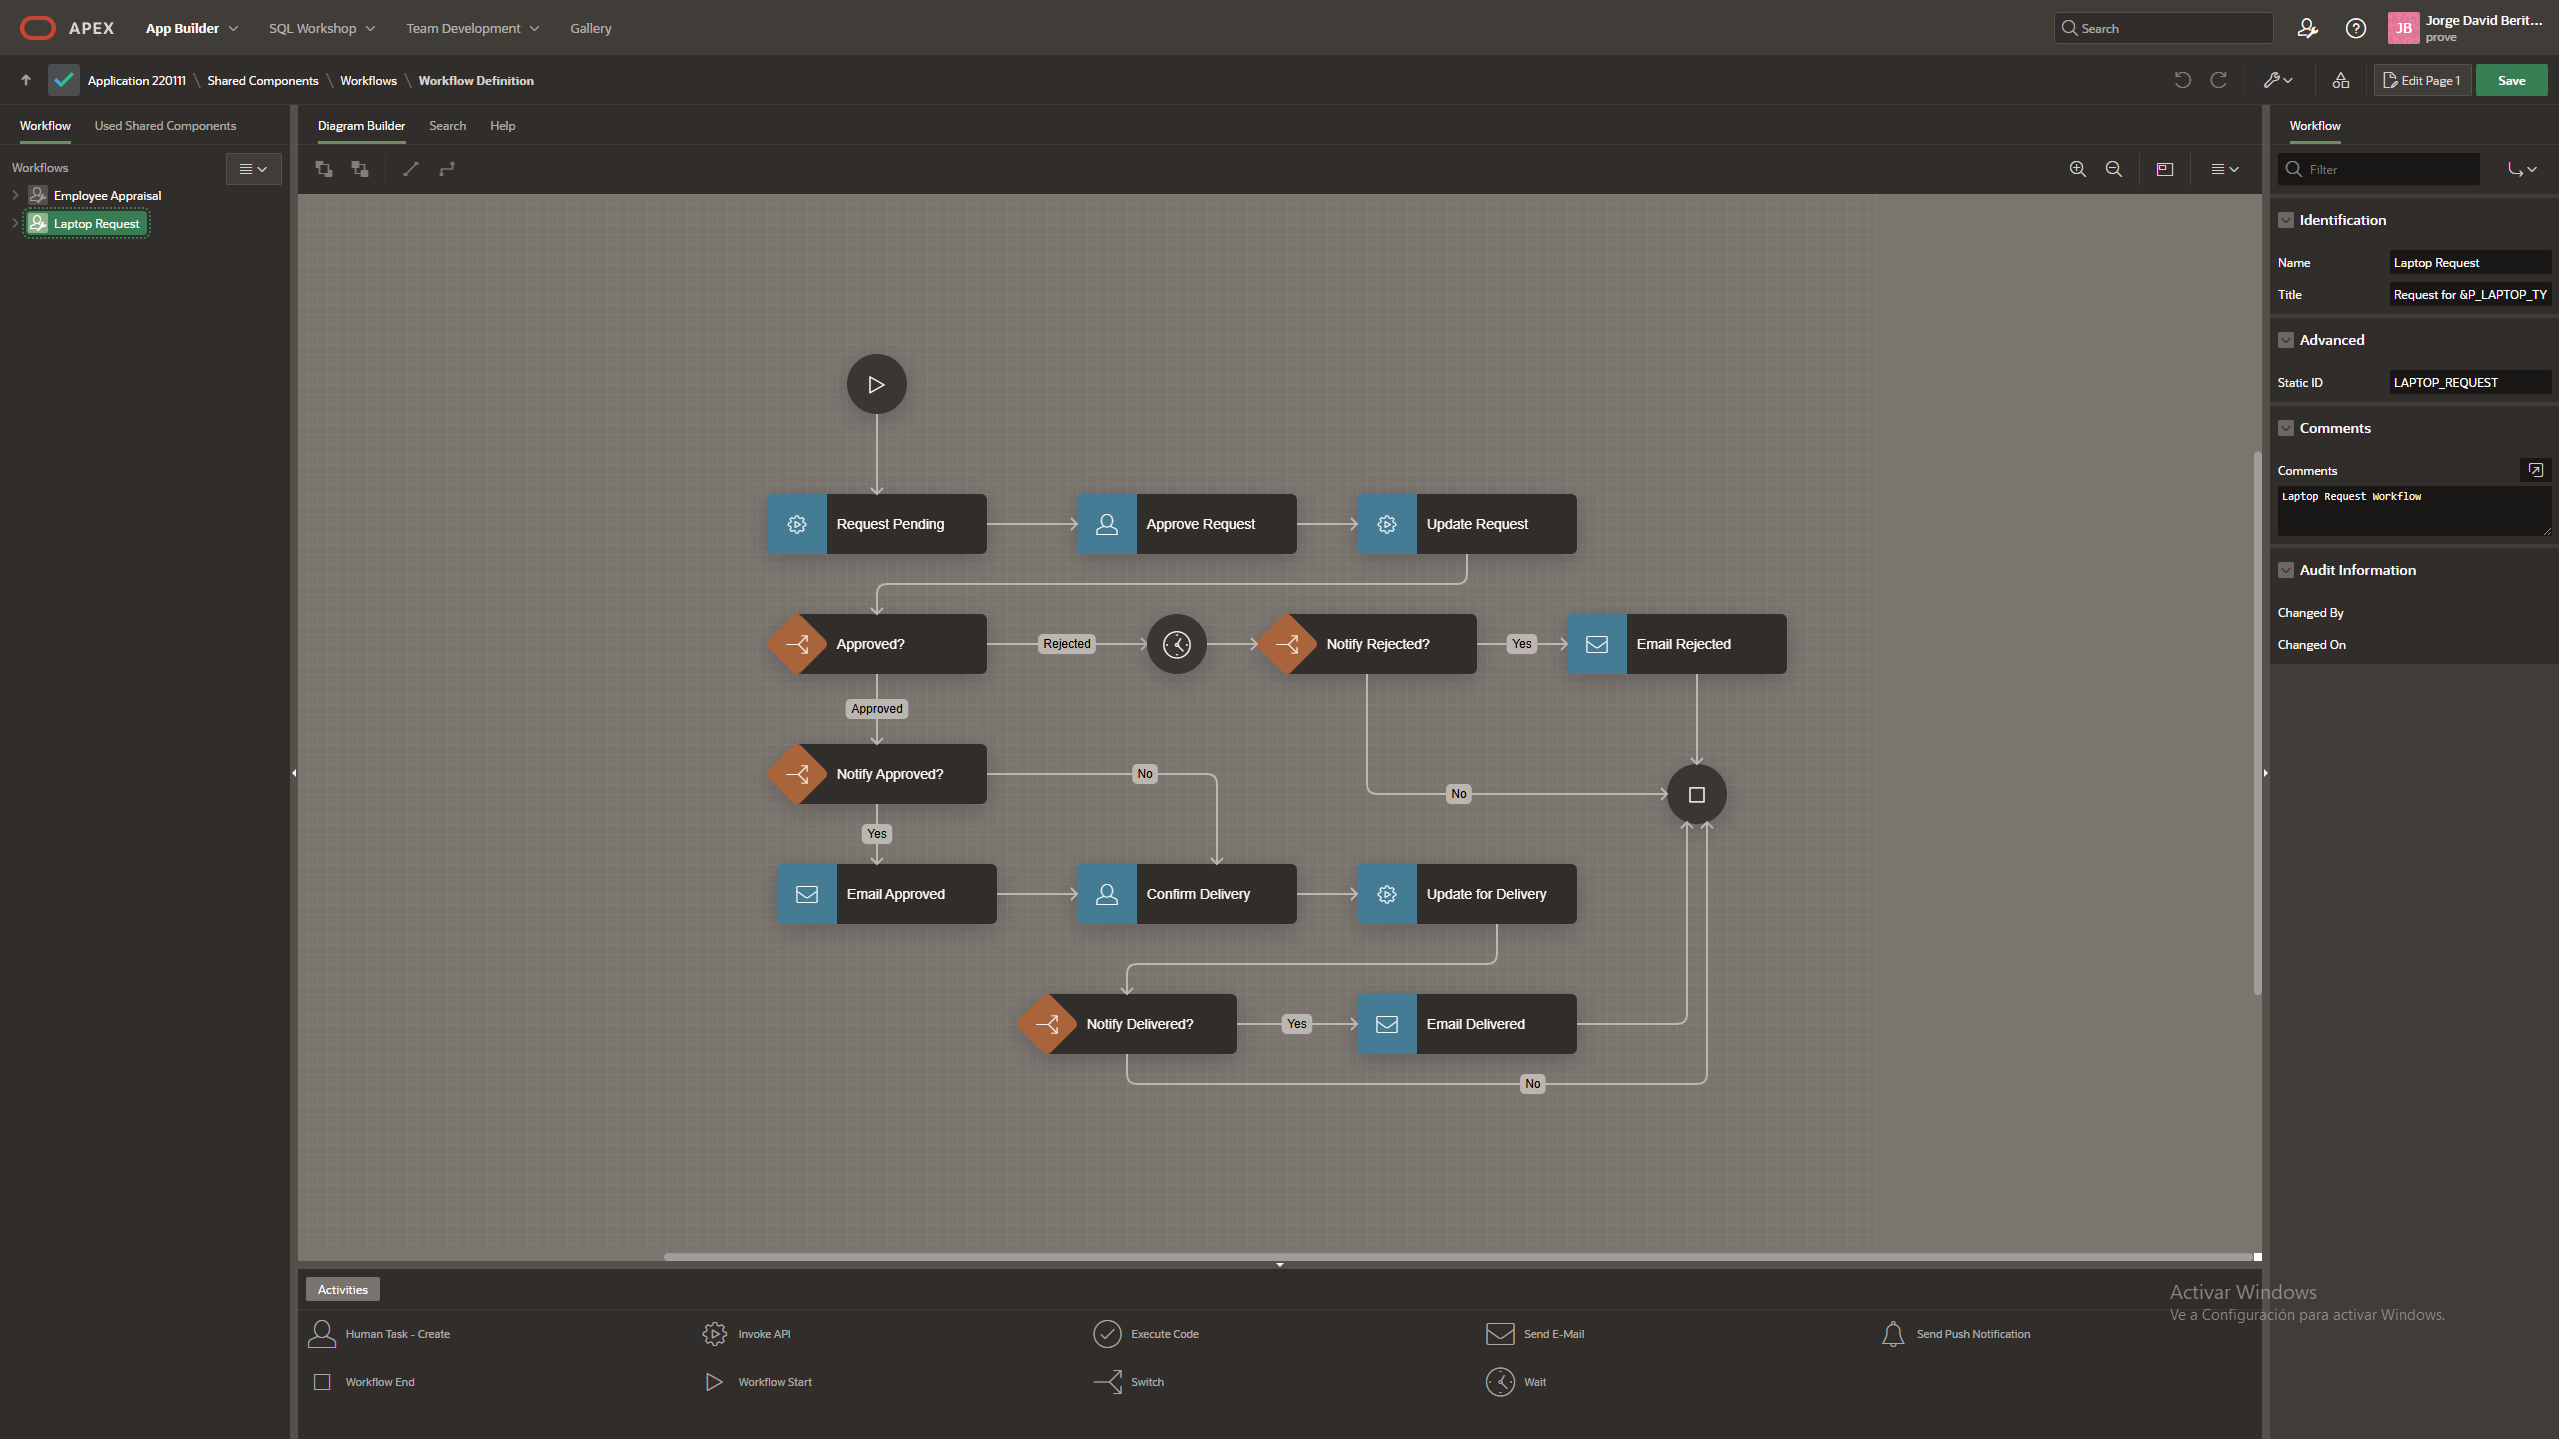 APEX App Builder SQL Workshop Team Development Gallery Search JB Jorge David Berit...
prove
Application 220111 \ Shared Components \ Workflows \ Workflow Definition Edit Page 1 Save
Workflow Used Shared Components
Workflows
Employee Appraisal
Laptop Request
Diagram Builder Search Help
Request Pending Approve Request Update Request
Approved? Rejected Notify Rejected? Yes Email Rejected
Approved
Notify Approved? No
No
Yes
Email Approved Confirm Delivery Update for Delivery
Notify Delivered? Yes Email Delivered
No
Activities
Human Task - Create Invoke API Execute Code Send E-Mail Send Push Notification
Workflow End Workflow Start Switch Wait
Workflow
Filter
Identification
Name Laptop Request
Title Request for &P_LAPTOP_TY
Advanced
Static ID LAPTOP_REQUEST
Comments
Comments
Laptop Request Workflow
Audit Information
Changed By
Changed On
Activar Windows
Ve a Configuración para activar Windows.